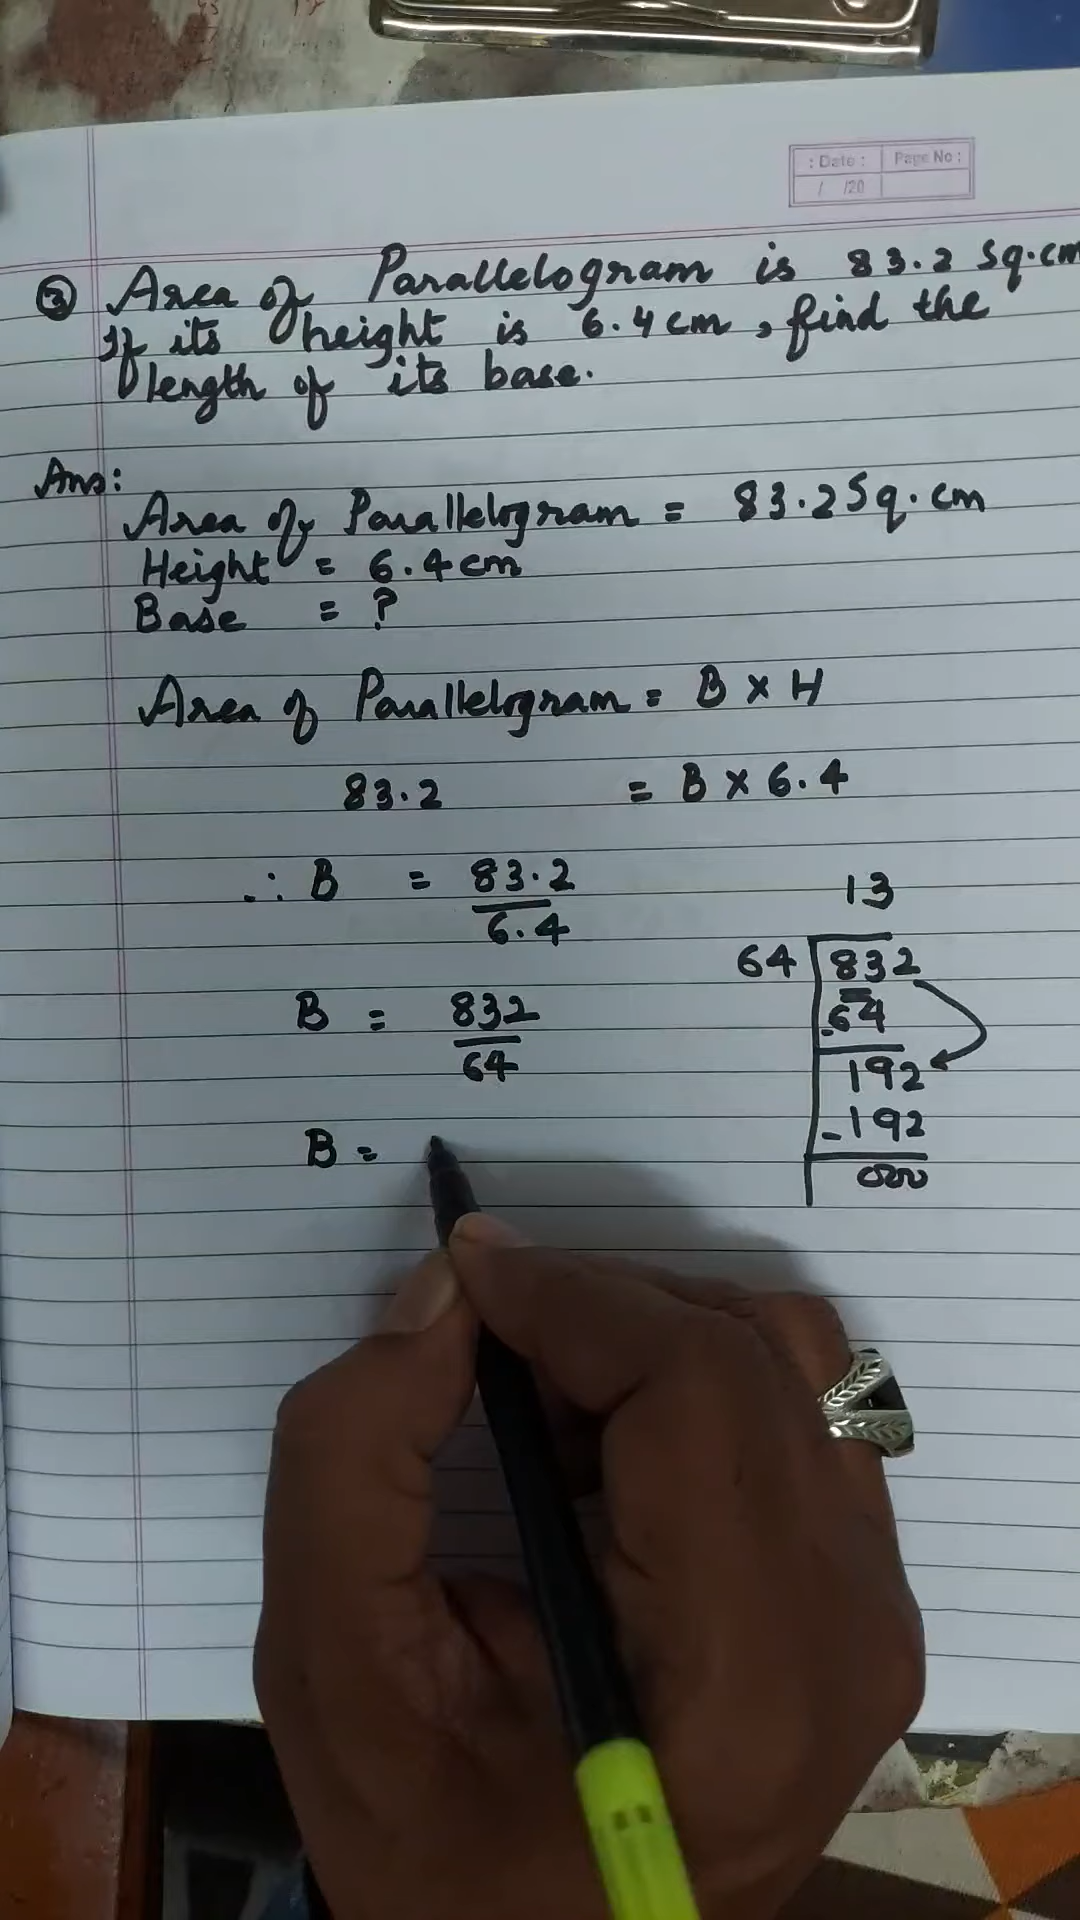 : Date :
Page No :
/ /20
③ Area of Parallelogram is 83.2 sq.cm
If its height is 6.4 cm, find the
length of its base.
Ans:
Area of Parallelogram = 83.2 Sq.cm
Height = 6.4 cm
Base = ?
Area of Parallelogram = B × H
83.2 = B × 6.4
∴ B = 83.2
6.4
13
64 832
B = 832
64
-64
192
-192
B =
000